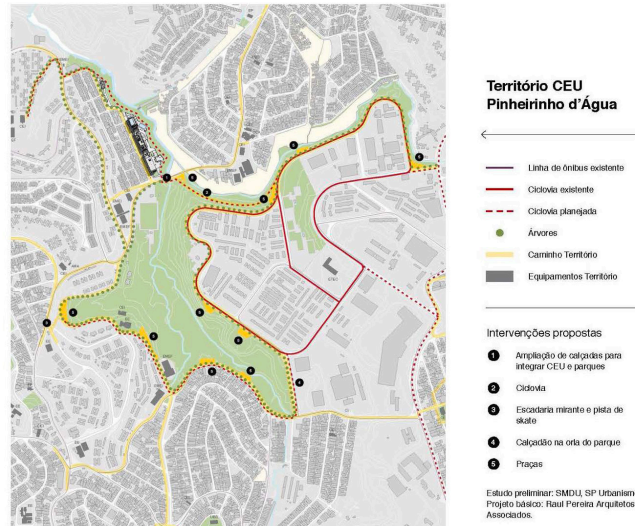 Território CEU
Pinheirinho d'Água
Linha de ônibus existente
Ciclovia existente
Ciclovia planejada
Árvores
Caminho Território
Equipamentos Território
Intervenções propostas
1 Ampliação de calçadas para
integrar CEU e parques
2 Ciclovia
3 Escadaria mirante e pista de
skate
4 Calçadão na orla do parque
5 Praças
Estudo preliminar: SMDU, SP Urbanism
Projeto básico: Raul Pereira Arquitetos
Associados.